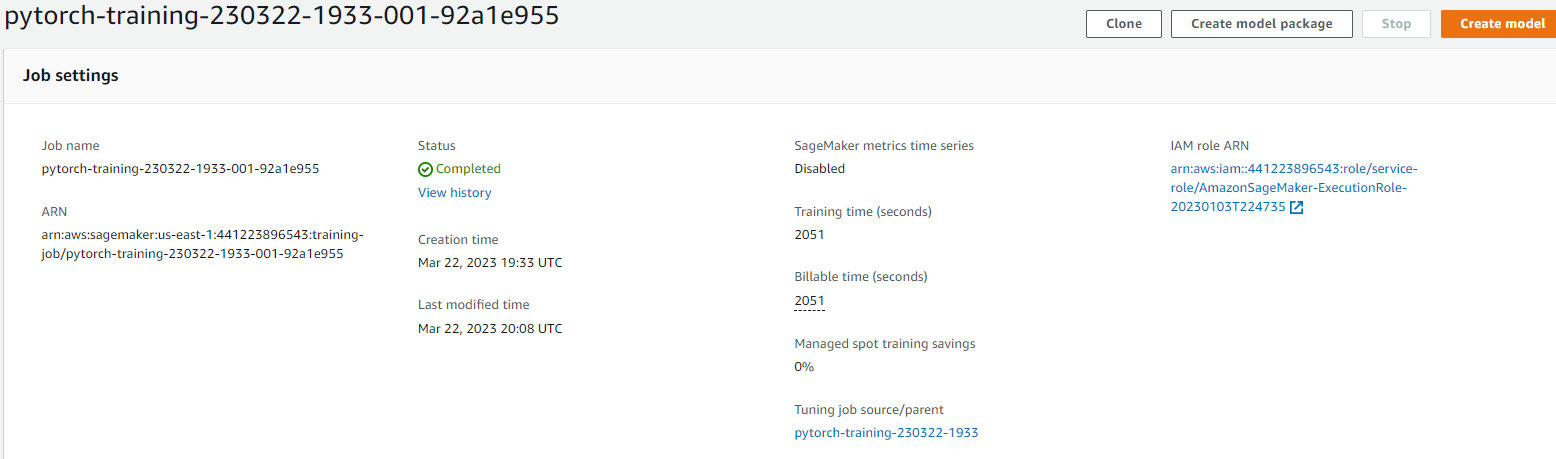 pytorch-training-230322-1933-001-92a1e955
Clone
Create model package
Stop
Create model
Job settings
Job name
pytorch-training-230322-1933-001-92a1e955
ARN
arn:aws:sagemaker:us-east-1:441223896543:training-
job/pytorch-training-230322-1933-001-92a1e955
Status
Completed
View history
Creation time
Mar 22, 2023 19:33 UTC
Last modified time
Mar 22, 2023 20:08 UTC
SageMaker metrics time series
Disabled
Training time (seconds)
2051
Billable time (seconds)
2051
Managed spot training savings
0%
Tuning job source/parent
pytorch-training-230322-1933
IAM role ARN
arn:aws:iam::441223896543:role/service-
role/AmazonSageMaker-ExecutionRole-
20230103T224735